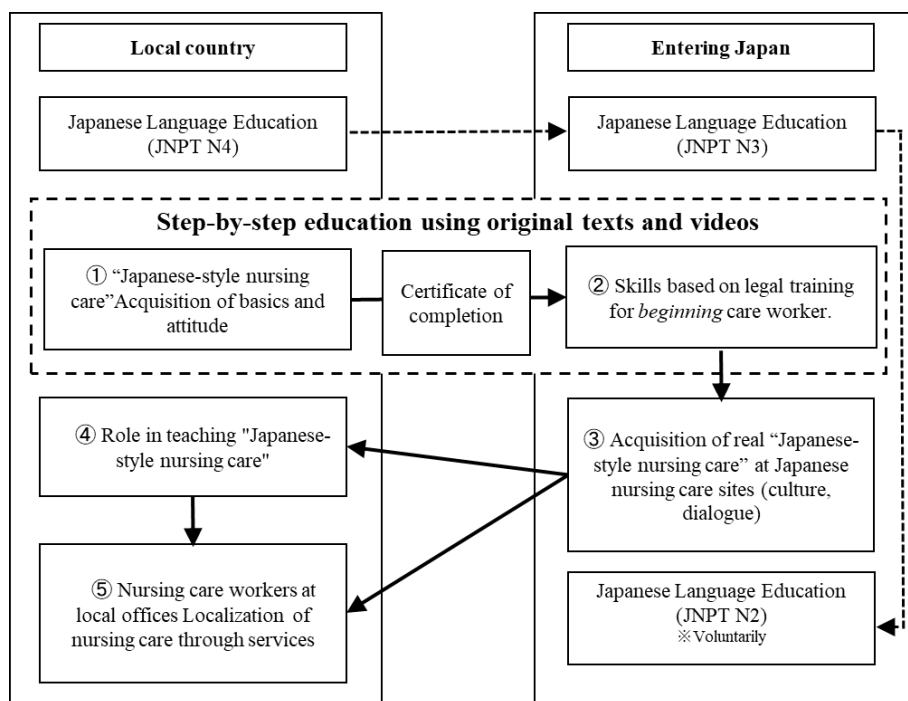 Local country
Entering Japan
Japanese Language Education
(JNPT N4)
Japanese Language Education
(JNPT N3)
Step-by-step education using original texts and videos
① “Japanese-style nursing
care”Acquisition of basics and
attitude
Certificate of
completion
② Skills based on legal training
for beginning care worker.
④ Role in teaching "Japanese-
style nursing care"
③ Acquisition of real “Japanese-
style nursing care” at Japanese
nursing care sites (culture,
dialogue)
⑤ Nursing care workers at
local offices Localization of
nursing care through services
Japanese Language Education
(JNPT N2)
※Voluntarily